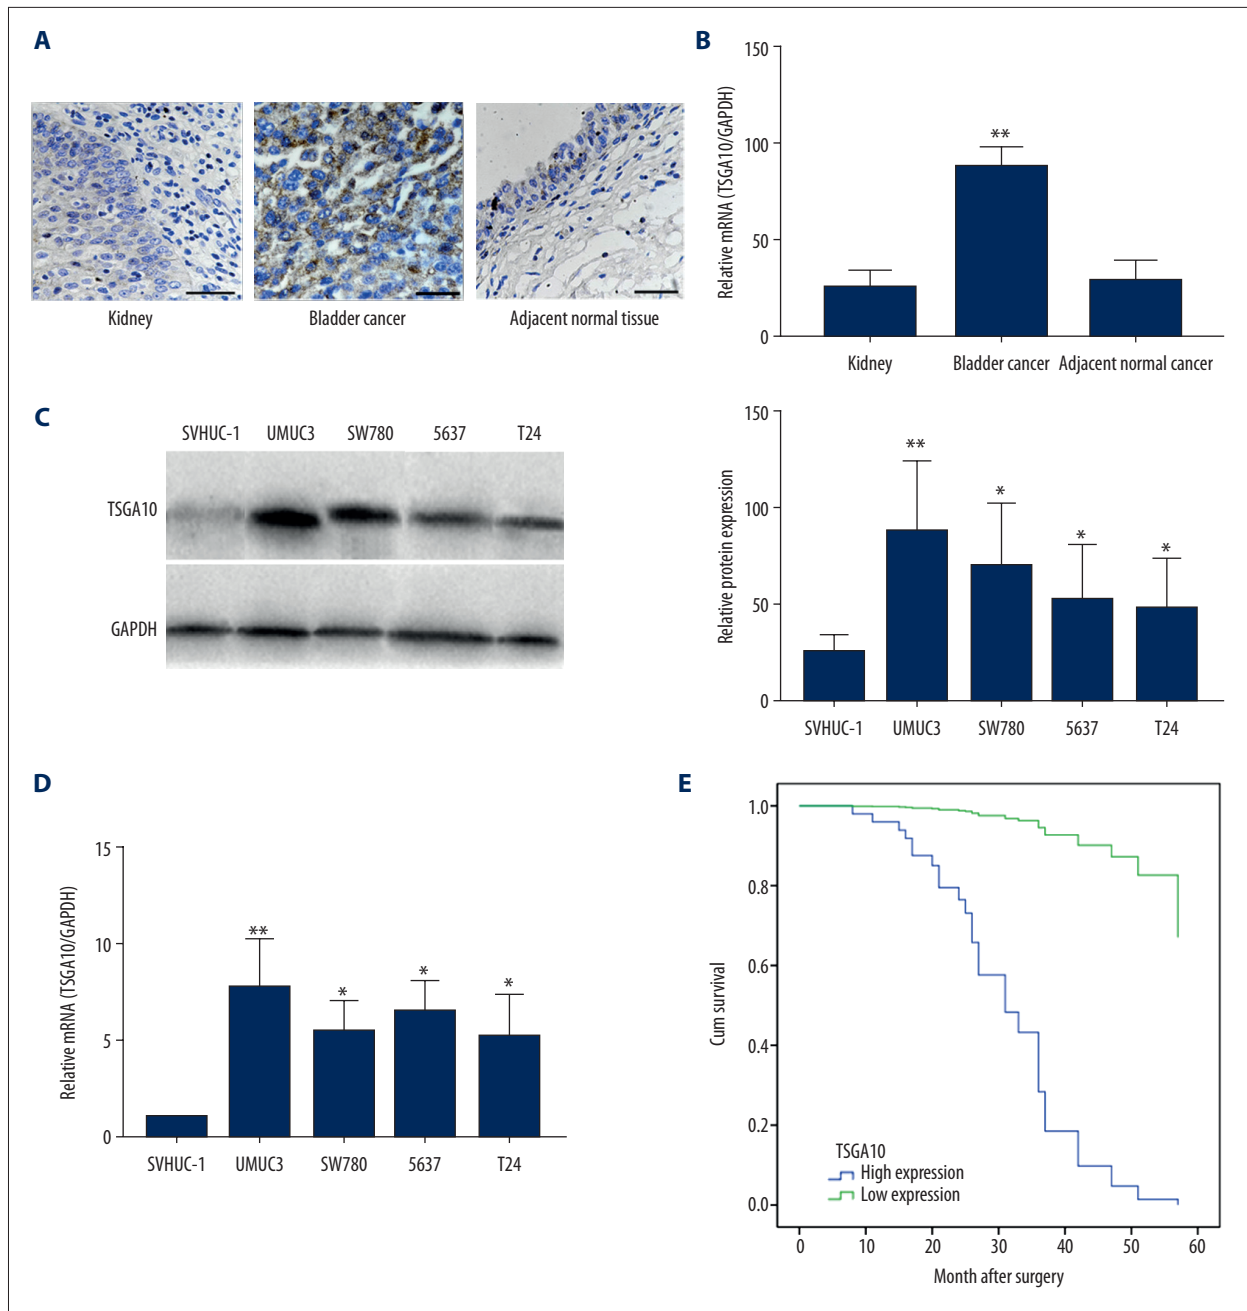 A
Kidney
Bladder cancer
Adjacent normal tissue
B
Relative mRNA (TSGA10/GAPDH)
150
100
50
0
**
Kidney
Bladder cancer
Adjacent normal cancer
C
SVHUC-1
UMUC3
SW780
5637
T24
TSGA10
GAPDH
Relative protein expression
150
100
50
0
**
*
*
*
SVHUC-1
UMUC3
SW780
5637
T24
D
Relative mRNA (TSGA10/GAPDH)
15
10
5
0
**
*
*
*
SVHUC-1
UMUC3
SW780
5637
T24
E
Cum survival
1.0
0.8
0.6
0.4
0.2
0.0
TSGA10
High expression
Low expression
0
10
20
30
40
50
60
Month after surgery